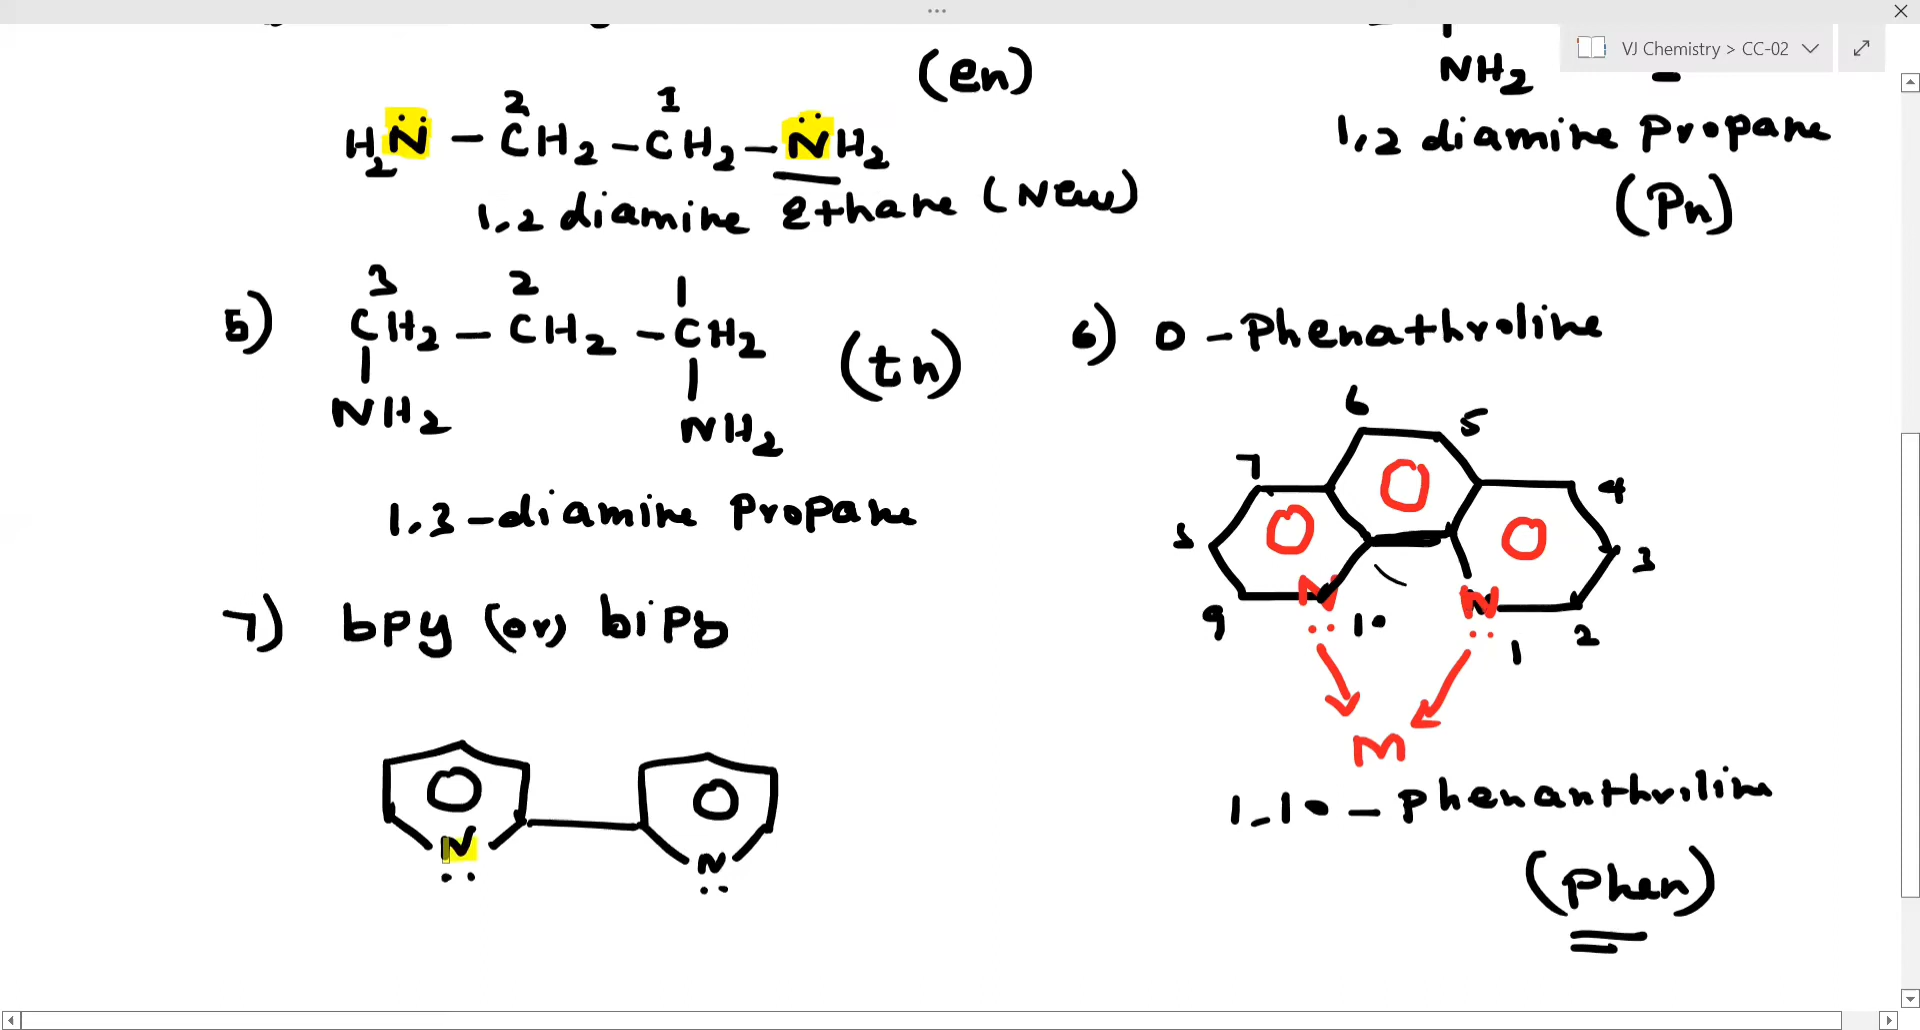 VJ Chemistry > CC-02
(en)
NH2
2 1
H2N̈ - CH2 - CH2 - N̈H2
1,2 diamine Propane
1,2 diamine ethane (New)
(Pn)
3 2 1
5) CH2 - CH2 - CH2 (tn)
NH2 NH2
1,3-diamine Propane
6) O-Phenathroline
6 5
7 4
8 3
N N
9 10 1 2
M
1,10-phenanthriline
(Phen)
7) bpy (or) bipy
N N